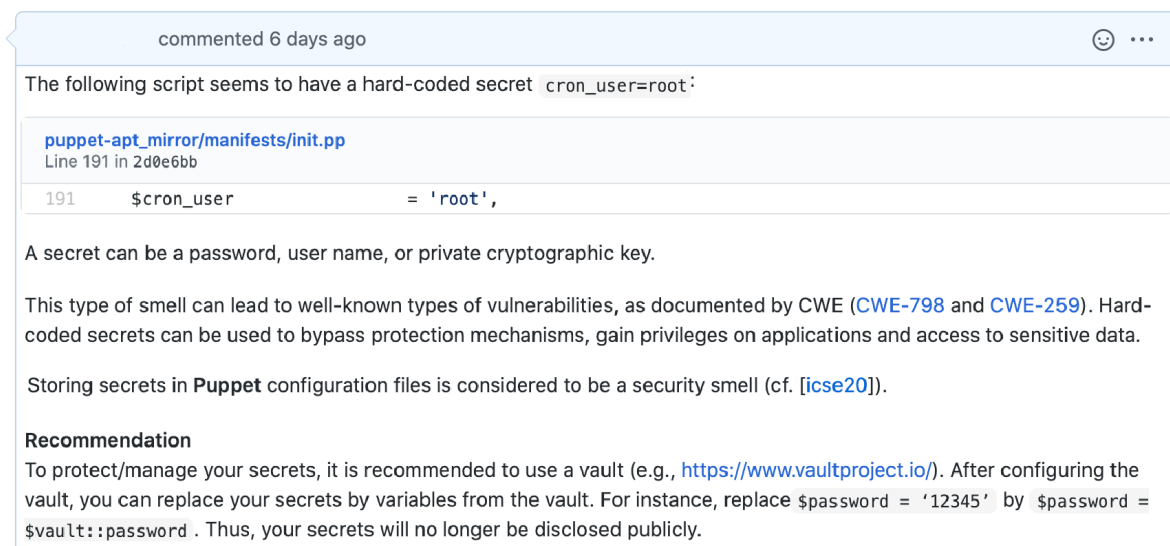 commented 6 days ago
The following script seems to have a hard-coded secret cron_user=root:
puppet-apt_mirror/manifests/init.pp
Line 191 in 2d0e6bb
191 $cron_user = 'root',
A secret can be a password, user name, or private cryptographic key.
This type of smell can lead to well-known types of vulnerabilities, as documented by CWE (CWE-798 and CWE-259). Hard-
coded secrets can be used to bypass protection mechanisms, gain privileges on applications and access to sensitive data.
Storing secrets in Puppet configuration files is considered to be a security smell (cf. [icse20]).
Recommendation
To protect/manage your secrets, it is recommended to use a vault (e.g., https://www.vaultproject.io/). After configuring the
vault, you can replace your secrets by variables from the vault. For instance, replace $password = ‘12345’ by $password =
$vault::password . Thus, your secrets will no longer be disclosed publicly.